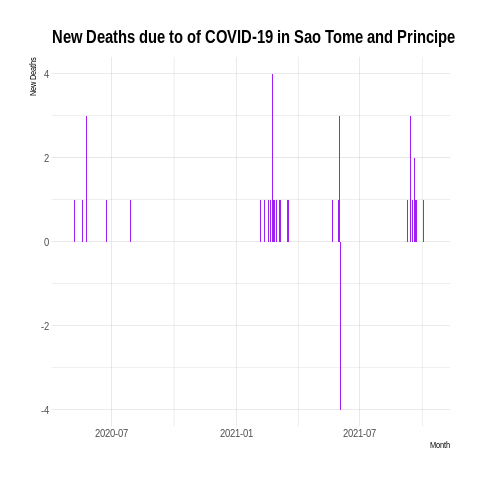 New Deaths due to of COVID-19 in Sao Tome and Principe
New Deaths
4
2
0
-2
-4
2020-07
2021-01
2021-07
Month